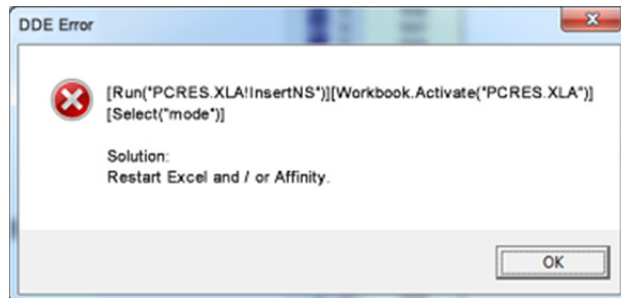 DDE Error
[Run("PCRES.XLA!InsertNS")][Workbook.Activate("PCRES.XLA")]
[Select("mode")]
Solution:
Restart Excel and / or Affinity.
OK